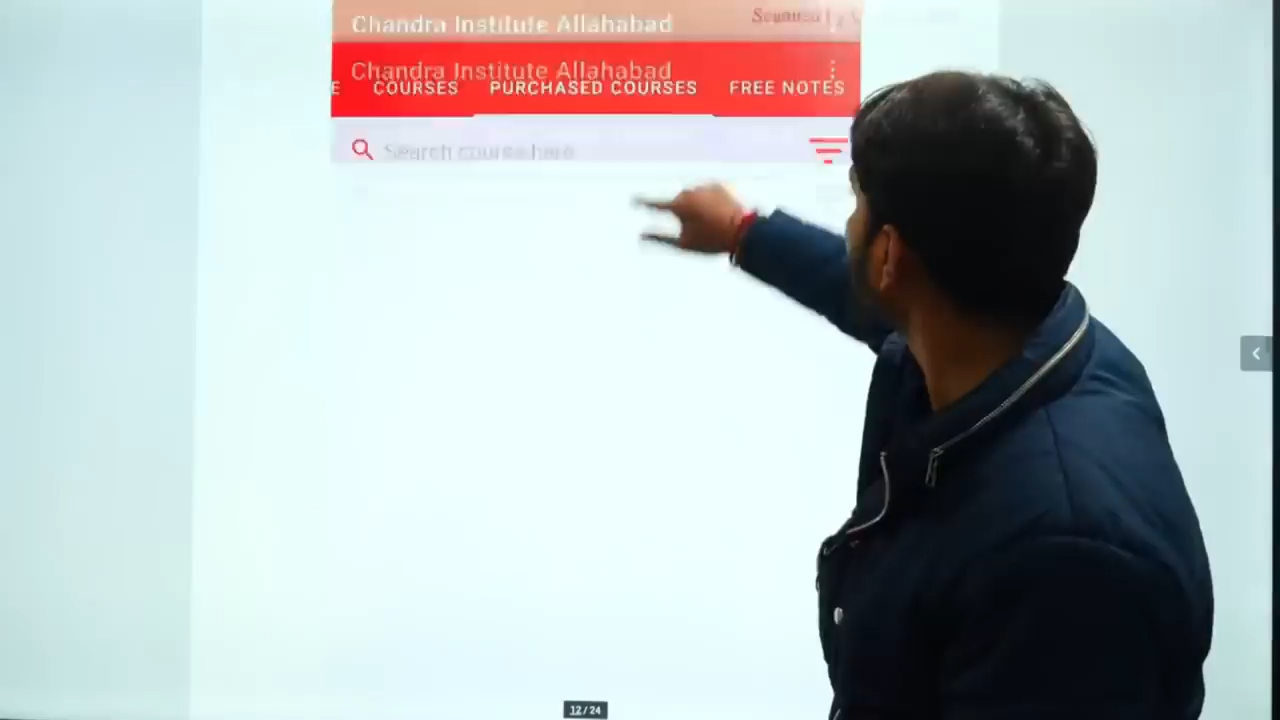 Chandra Institute Allahabad
Chandra Institute Allahabad
E COURSES PURCHASED COURSES FREE NOTES
Search course here
12/24